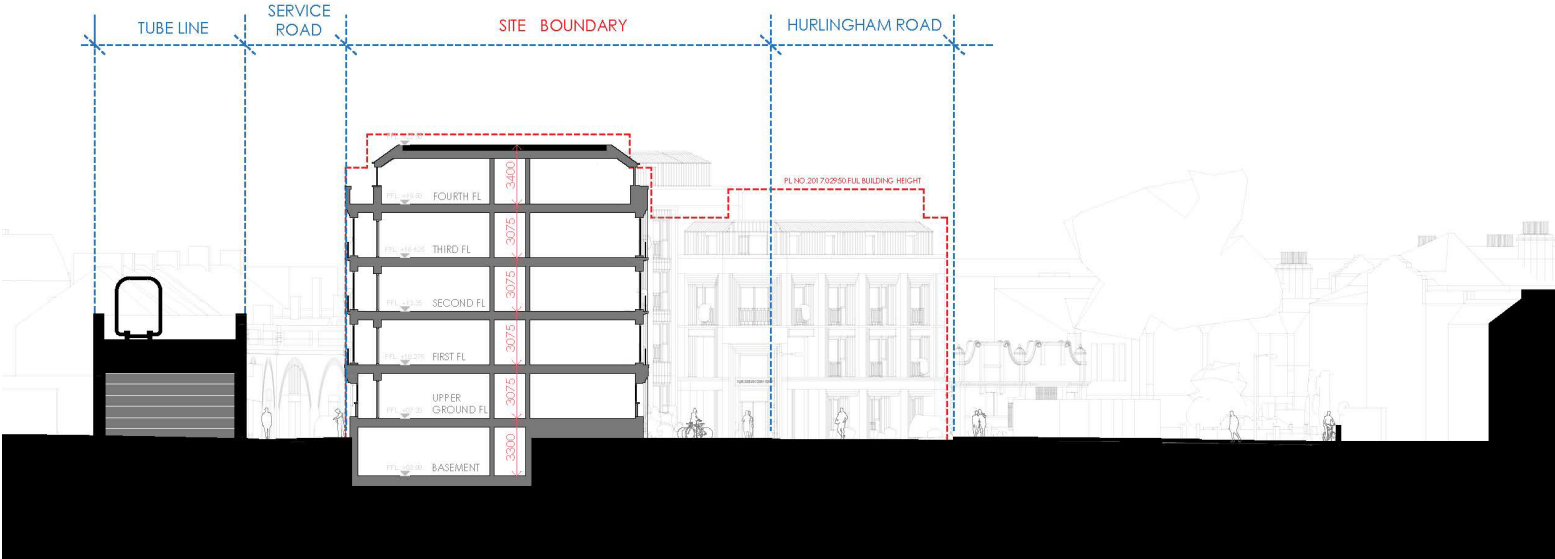 TUBE LINE
SERVICE
ROAD
SITE BOUNDARY
HURLINGHAM ROAD
PL NO 2017.02950.FUL BUILDING HEIGHT
3400
FOURTH FL
3075
THIRD FL
3075
SECOND FL
3075
FIRST FL
3075
UPPER
GROUND FL
3300
BASEMENT